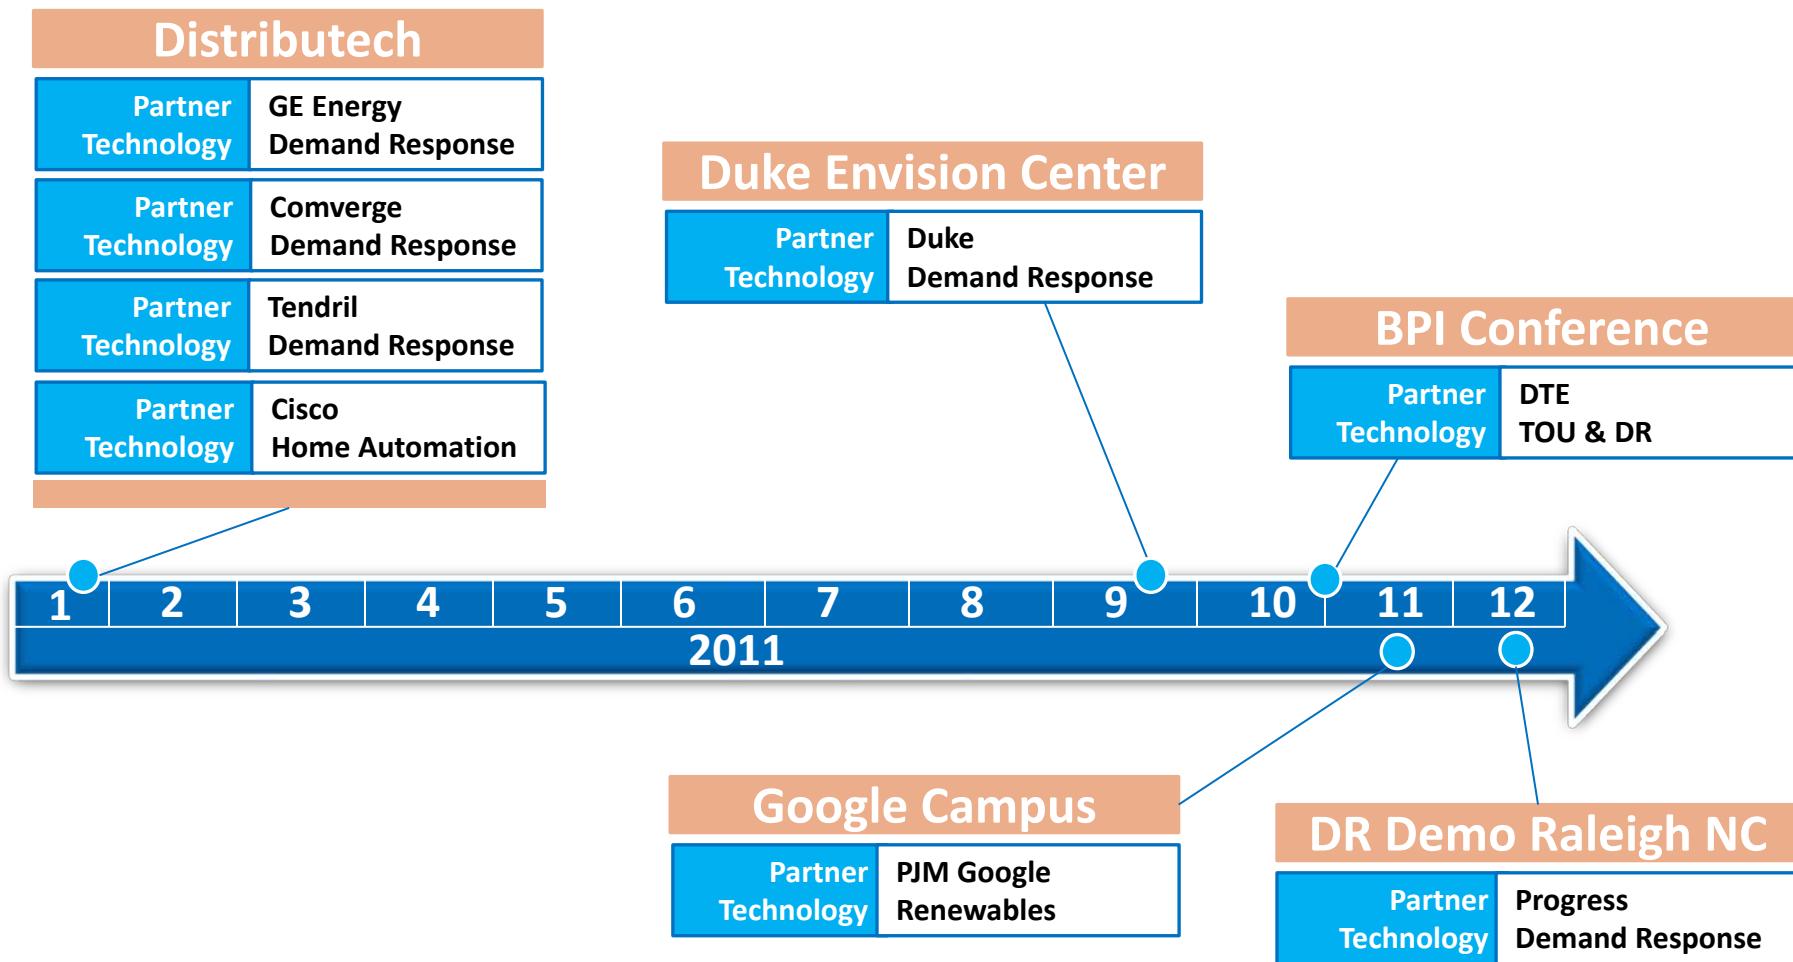 Distributech
Partner GE Energy
Technology Demand Response
Partner Comverge
Technology Demand Response
Partner Tendril
Technology Demand Response
Partner Cisco
Technology Home Automation
Duke Envision Center
Partner Duke
Technology Demand Response
BPI Conference
Partner DTE
Technology TOU & DR
1 2 3 4 5 6 7 8 9 10 11 12
2011
Google Campus
Partner PJM Google
Technology Renewables
DR Demo Raleigh NC
Partner Progress
Technology Demand Response